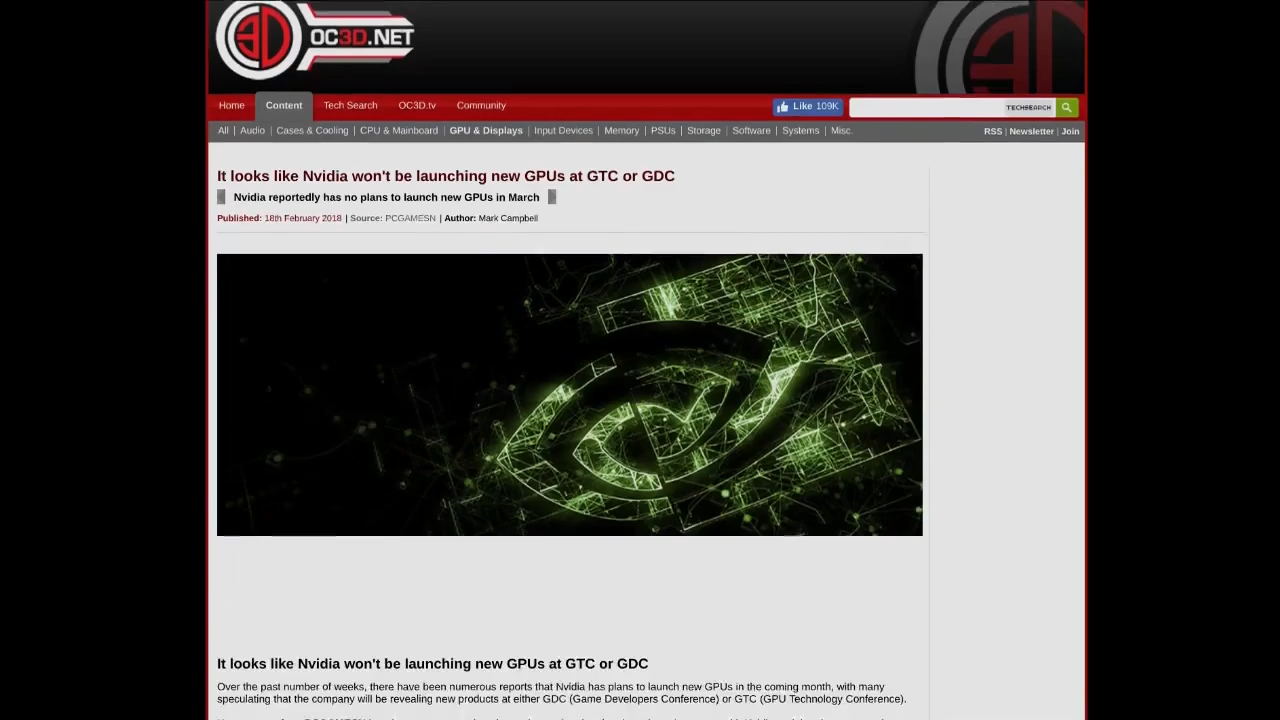 OC3D.NET
Home Content Tech Search OC3D.tv Community Like 109K TECHSEARCH
All | Audio | Cases & Cooling | CPU & Mainboard | GPU & Displays | Input Devices | Memory | PSUs | Storage | Software | Systems | Misc. RSS | Newsletter | Join
It looks like Nvidia won't be launching new GPUs at GTC or GDC
Nvidia reportedly has no plans to launch new GPUs in March
Published: 18th February 2018 | Source: PCGAMESN | Author: Mark Campbell
It looks like Nvidia won't be launching new GPUs at GTC or GDC
Over the past number of weeks, there have been numerous reports that Nvidia has plans to launch new GPUs in the coming month, with many
speculating that the company will be revealing new products at either GDC (Game Developers Conference) or GTC (GPU Technology Conference).